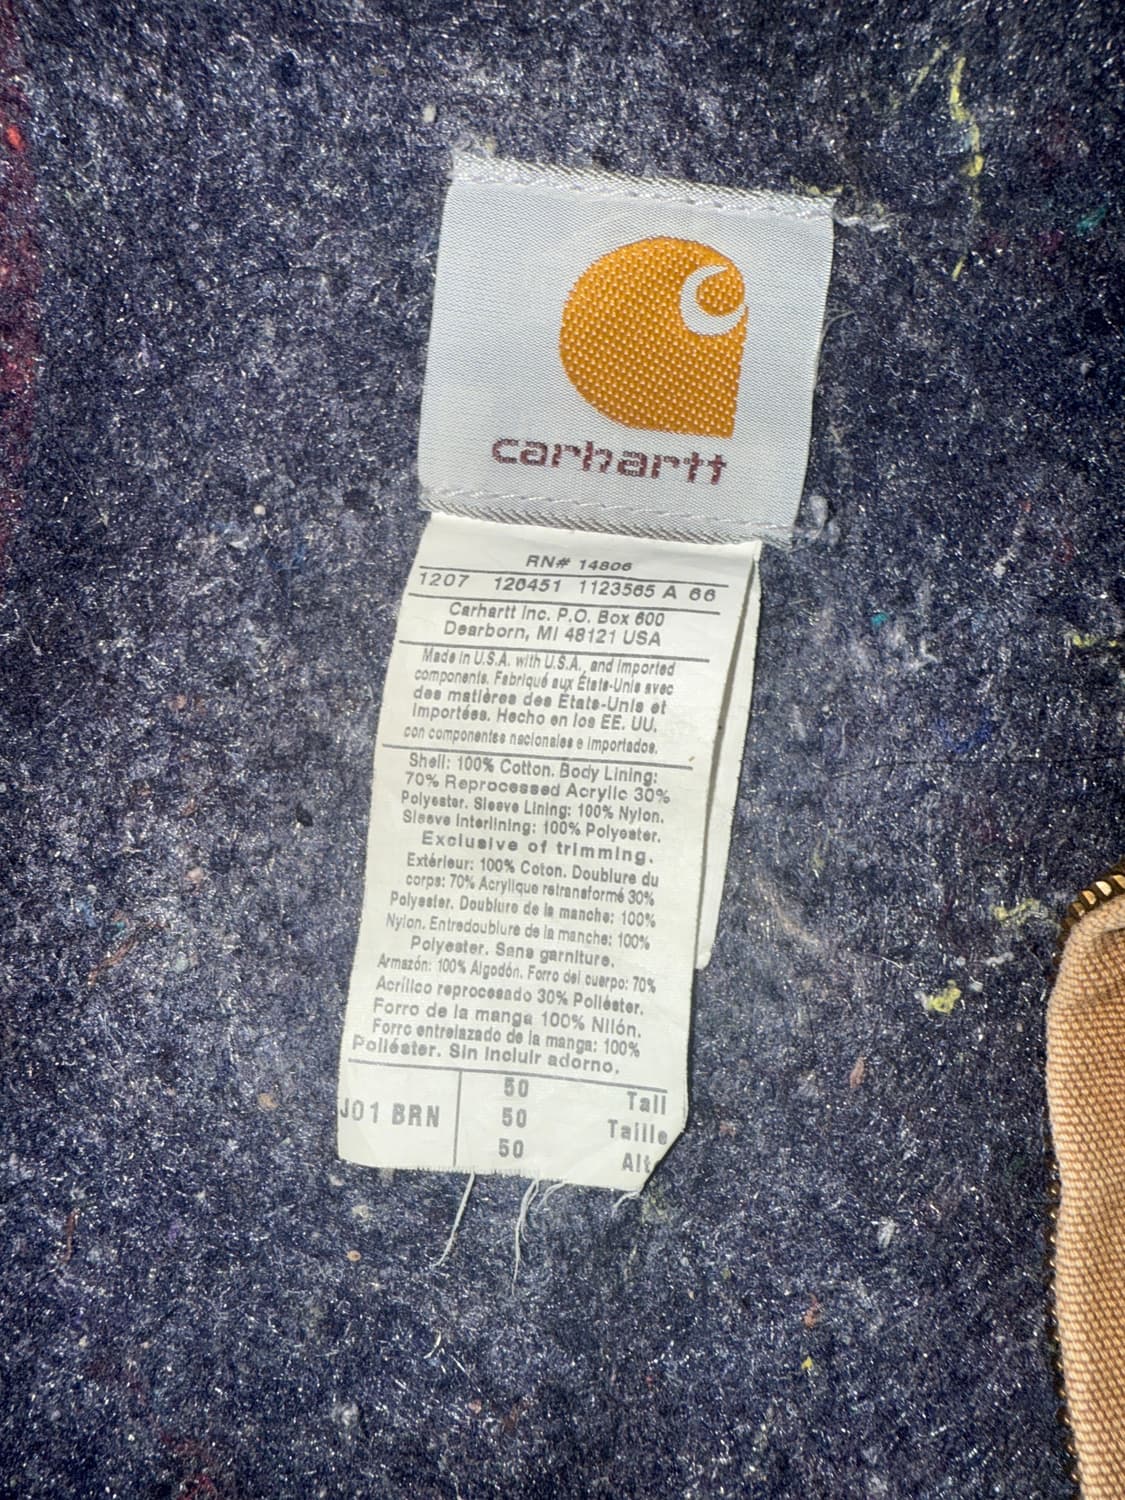 carhartt
RN# 14806
1207 126451 1123565 A 66
Carhartt Inc. P.O. Box 600
Dearborn, MI 48121 USA
Made in U.S.A. with U.S.A. and imported
components. Fabriqué aux États-Unis avec
des matières des États-Unis et
importées. Hecho en los EE. UU.
con componentes nacionales e importados.
Shell: 100% Cotton. Body Lining:
70% Reprocessed Acrylic 30%
Polyester. Sleeve Lining: 100% Nylon.
Sleeve Interlining: 100% Polyester.
Exclusive of trimming.
Extérieur: 100% Coton. Doublure du
corps: 70% Acrylique retransformé 30%
Polyester. Doublure de la manche: 100%
Nylon. Entredoublure de la manche: 100%
Polyester. Sans garniture.
Armazón: 100% Algodón. Forro del cuerpo: 70%
Acrílico reprocesado 30% Poliéster.
Forro de la manga 100% Nilón.
Forro entrelazado de la manga: 100%
Poliéster. Sin incluir adorno.
J01 BRN
50 Tall
50 Taille
50 Alt